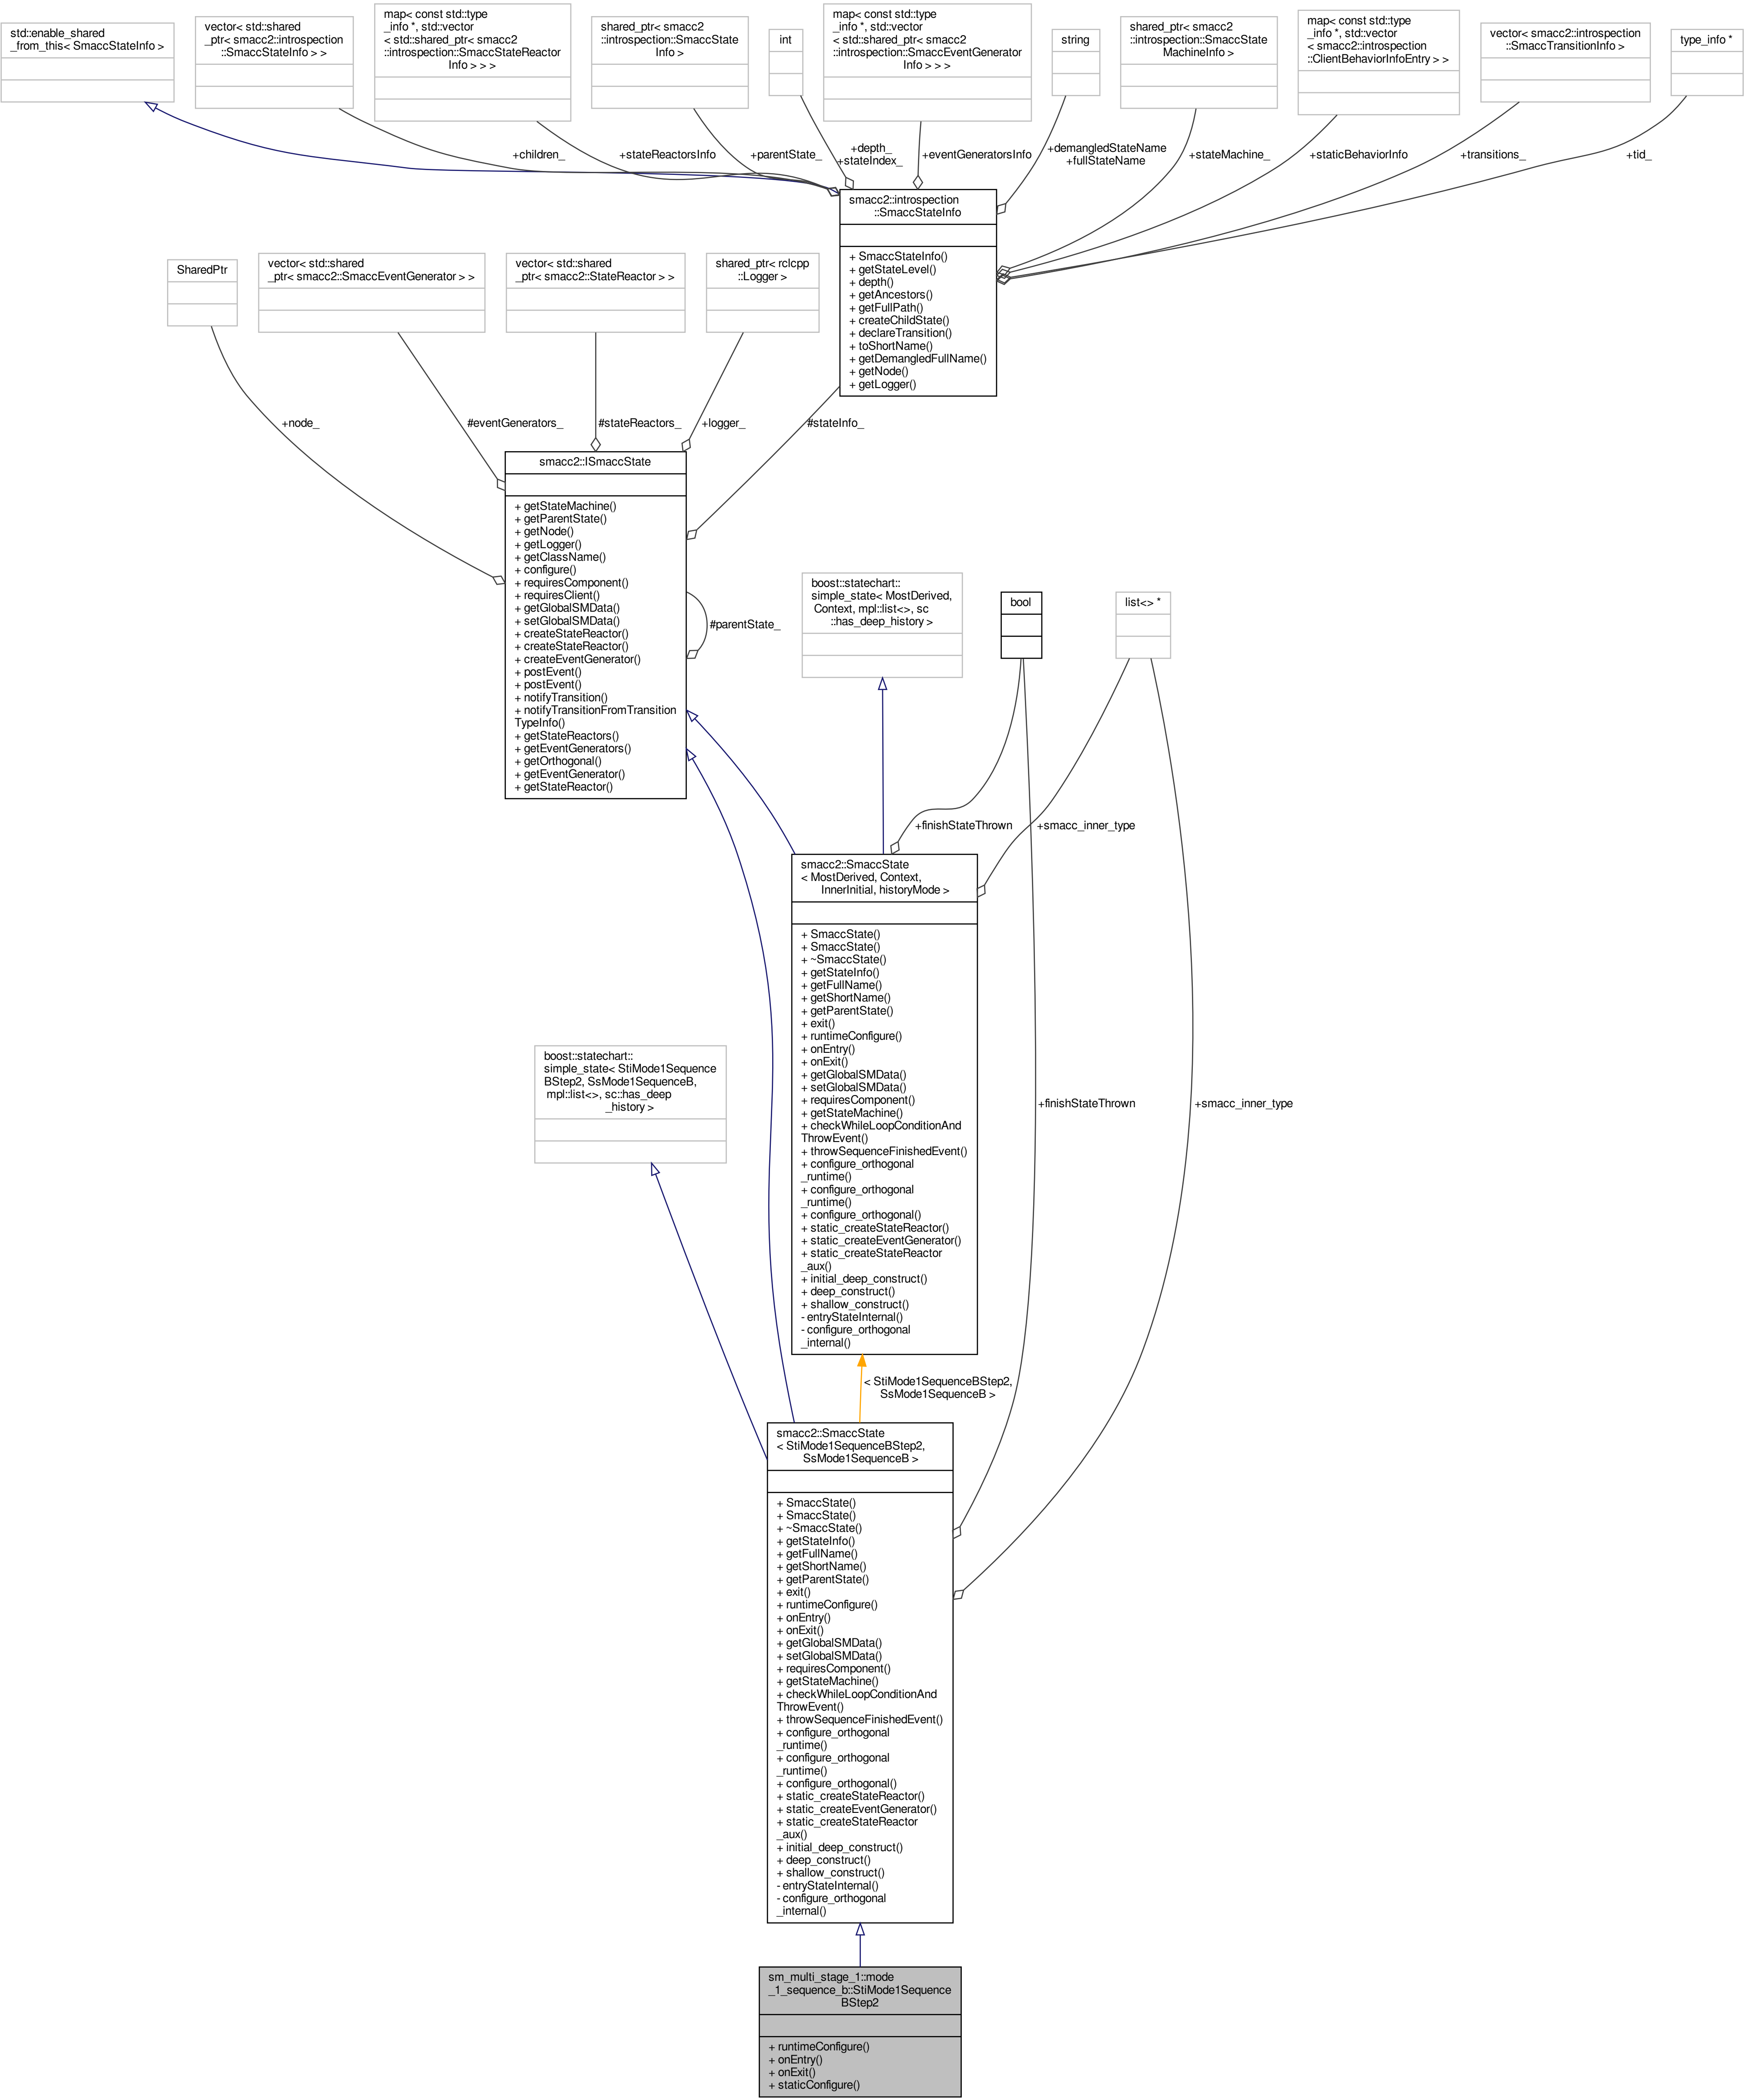 std::enable_shared
_from_this< SmaccStateInfo >
vector< std::shared
_ptr< smacc2::introspection
::SmaccStateInfo > >
map< const std::type
_info *, std::vector
< std::shared_ptr< smacc2
::introspection::SmaccStateReactor
Info > > >
shared_ptr< smacc2
::introspection::SmaccState
Info >
int
map< const std::type
_info *, std::vector
< std::shared_ptr< smacc2
::introspection::SmaccEventGenerator
Info > > >
string
shared_ptr< smacc2
::introspection::SmaccState
MachineInfo >
map< const std::type
_info *, std::vector
< smacc2::introspection
::ClientBehaviorInfoEntry > >
vector< smacc2::introspection
::SmaccTransitionInfo >
type_info *
+children_
+stateReactorsInfo
+parentState_
+depth_
+stateIndex_
+eventGeneratorsInfo
+demangledStateName
+fullStateName
+stateMachine_
+staticBehaviorInfo
+transitions_
+tid_
smacc2::introspection
::SmaccStateInfo
+ SmaccStateInfo()
+ getStateLevel()
+ depth()
+ getAncestors()
+ getFullPath()
+ createChildState()
+ declareTransition()
+ toShortName()
+ getDemangledFullName()
+ getNode()
+ getLogger()
SharedPtr
vector< std::shared
_ptr< smacc2::SmaccEventGenerator > >
vector< std::shared
_ptr< smacc2::StateReactor > >
shared_ptr< rclcpp
::Logger >
+node_
#eventGenerators_
#stateReactors_
+logger_
#stateInfo_
smacc2::ISmaccState
+ getStateMachine()
+ getParentState()
+ getNode()
+ getLogger()
+ getClassName()
+ configure()
+ requiresComponent()
+ requiresClient()
+ getGlobalSMData()
+ setGlobalSMData()
+ createStateReactor()
+ createStateReactor()
+ createEventGenerator()
+ postEvent()
+ postEvent()
+ notifyTransition()
+ notifyTransitionFromTransition
TypeInfo()
+ getStateReactors()
+ getEventGenerators()
+ getOrthogonal()
+ getEventGenerator()
+ getStateReactor()
#parentState_
boost::statechart::
simple_state< MostDerived,
Context, mpl::list<>, sc
::has_deep_history >
bool
list<> *
+finishStateThrown
+smacc_inner_type
smacc2::SmaccState
< MostDerived, Context,
InnerInitial, historyMode >
+ SmaccState()
+ SmaccState()
+ ~SmaccState()
+ getStateInfo()
+ getFullName()
+ getShortName()
+ getParentState()
+ exit()
+ runtimeConfigure()
+ onEntry()
+ onExit()
+ getGlobalSMData()
+ setGlobalSMData()
+ requiresComponent()
+ getStateMachine()
+ checkWhileLoopConditionAnd
ThrowEvent()
+ throwSequenceFinishedEvent()
+ configure_orthogonal
_runtime()
+ configure_orthogonal
_runtime()
+ configure_orthogonal()
+ static_createStateReactor()
+ static_createEventGenerator()
+ static_createStateReactor
_aux()
+ initial_deep_construct()
+ deep_construct()
+ shallow_construct()
- entryStateInternal()
- configure_orthogonal
_internal()
boost::statechart::
simple_state< StiMode1Sequence
BStep2, SsMode1SequenceB,
mpl::list<>, sc::has_deep
_history >
+finishStateThrown
+smacc_inner_type
< StiMode1SequenceBStep2,
SsMode1SequenceB >
smacc2::SmaccState
< StiMode1SequenceBStep2,
SsMode1SequenceB >
+ SmaccState()
+ SmaccState()
+ ~SmaccState()
+ getStateInfo()
+ getFullName()
+ getShortName()
+ getParentState()
+ exit()
+ runtimeConfigure()
+ onEntry()
+ onExit()
+ getGlobalSMData()
+ setGlobalSMData()
+ requiresComponent()
+ getStateMachine()
+ checkWhileLoopConditionAnd
ThrowEvent()
+ throwSequenceFinishedEvent()
+ configure_orthogonal
_runtime()
+ configure_orthogonal
_runtime()
+ configure_orthogonal()
+ static_createStateReactor()
+ static_createEventGenerator()
+ static_createStateReactor
_aux()
+ initial_deep_construct()
+ deep_construct()
+ shallow_construct()
- entryStateInternal()
- configure_orthogonal
_internal()
sm_multi_stage_1::mode
_1_sequence_b::StiMode1Sequence
BStep2
+ runtimeConfigure()
+ onEntry()
+ onExit()
+ staticConfigure()